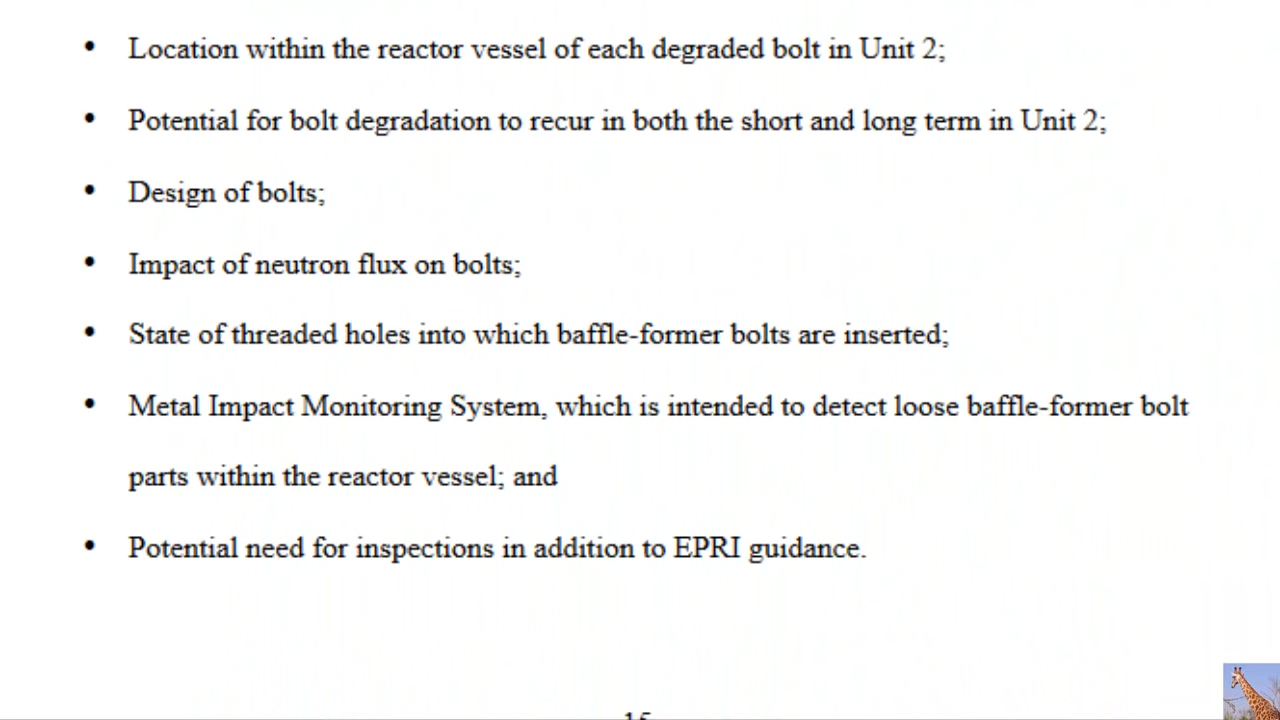 • Location within the reactor vessel of each degraded bolt in Unit 2;
• Potential for bolt degradation to recur in both the short and long term in Unit 2;
• Design of bolts;
• Impact of neutron flux on bolts;
• State of threaded holes into which baffle-former bolts are inserted;
• Metal Impact Monitoring System, which is intended to detect loose baffle-former bolt
parts within the reactor vessel; and
• Potential need for inspections in addition to EPRI guidance.